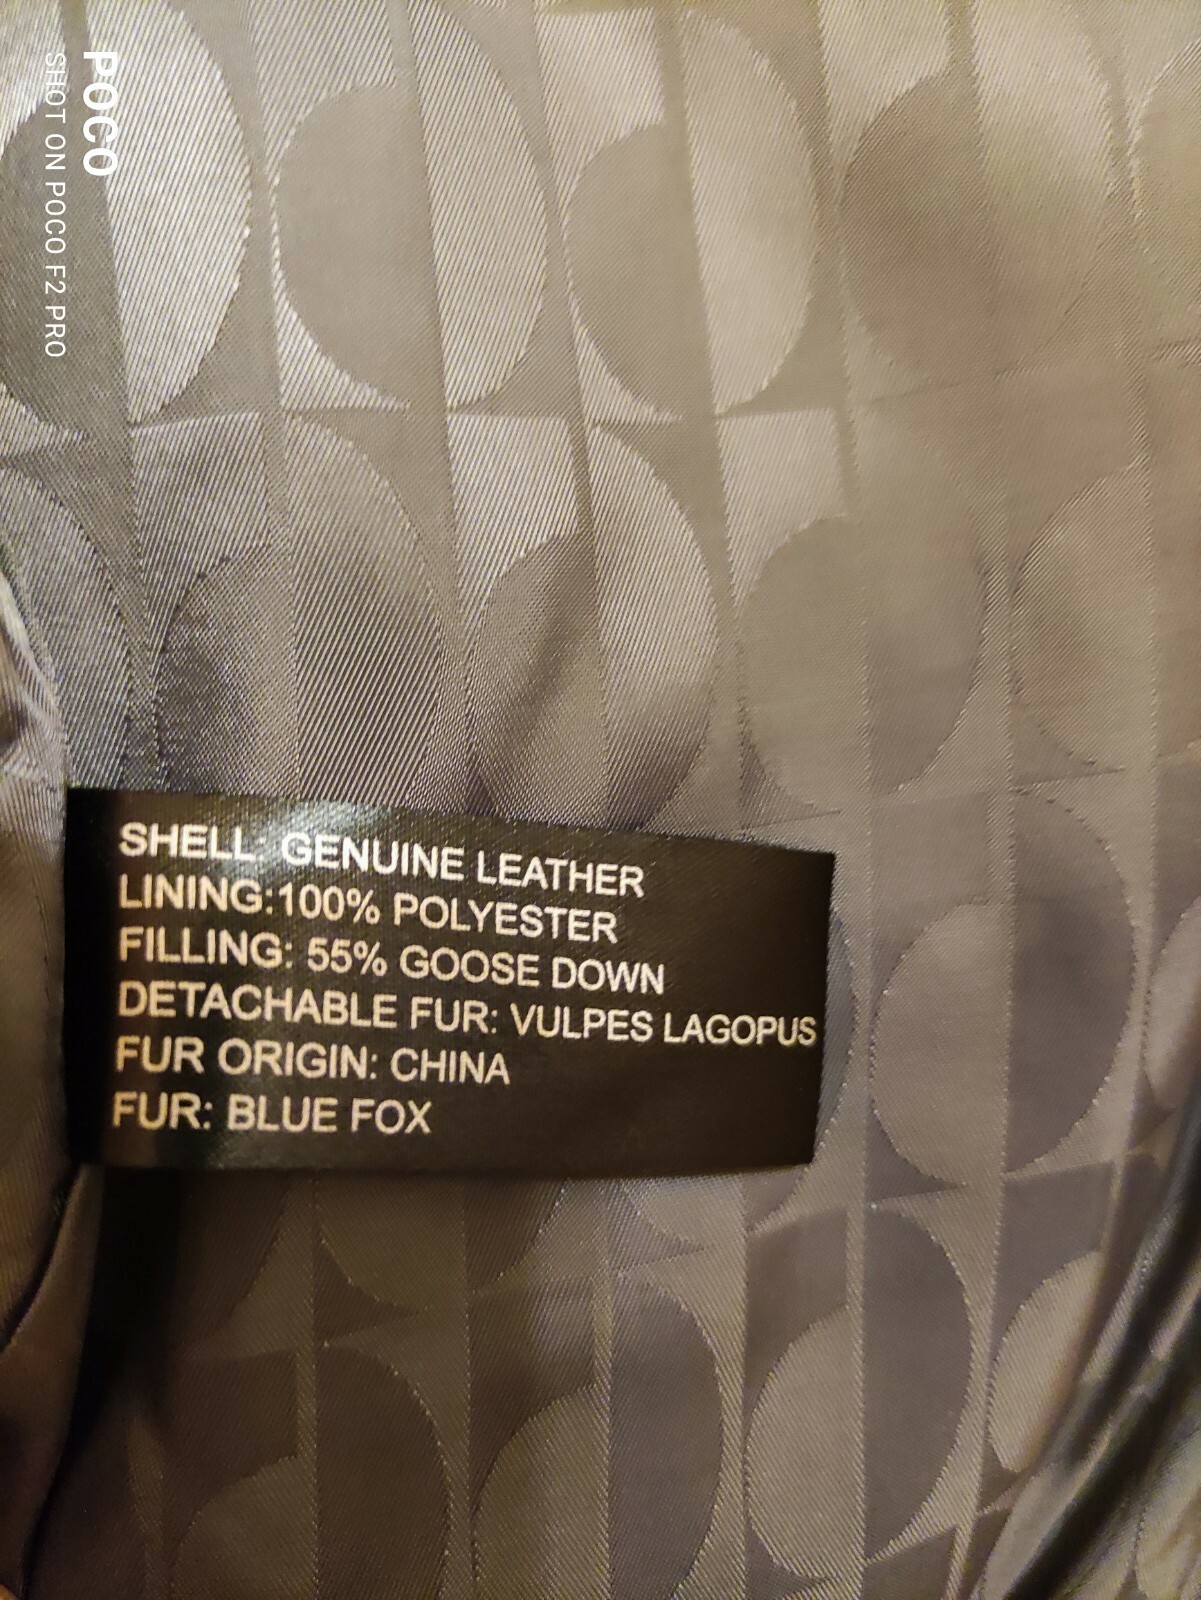 POCO
SHOT ON POCO F2 PRO
SHELL: GENUINE LEATHER
LINING:100% POLYESTER
FILLING: 55% GOOSE DOWN
DETACHABLE FUR: VULPES LAGOPUS
FUR ORIGIN: CHINA
FUR: BLUE FOX